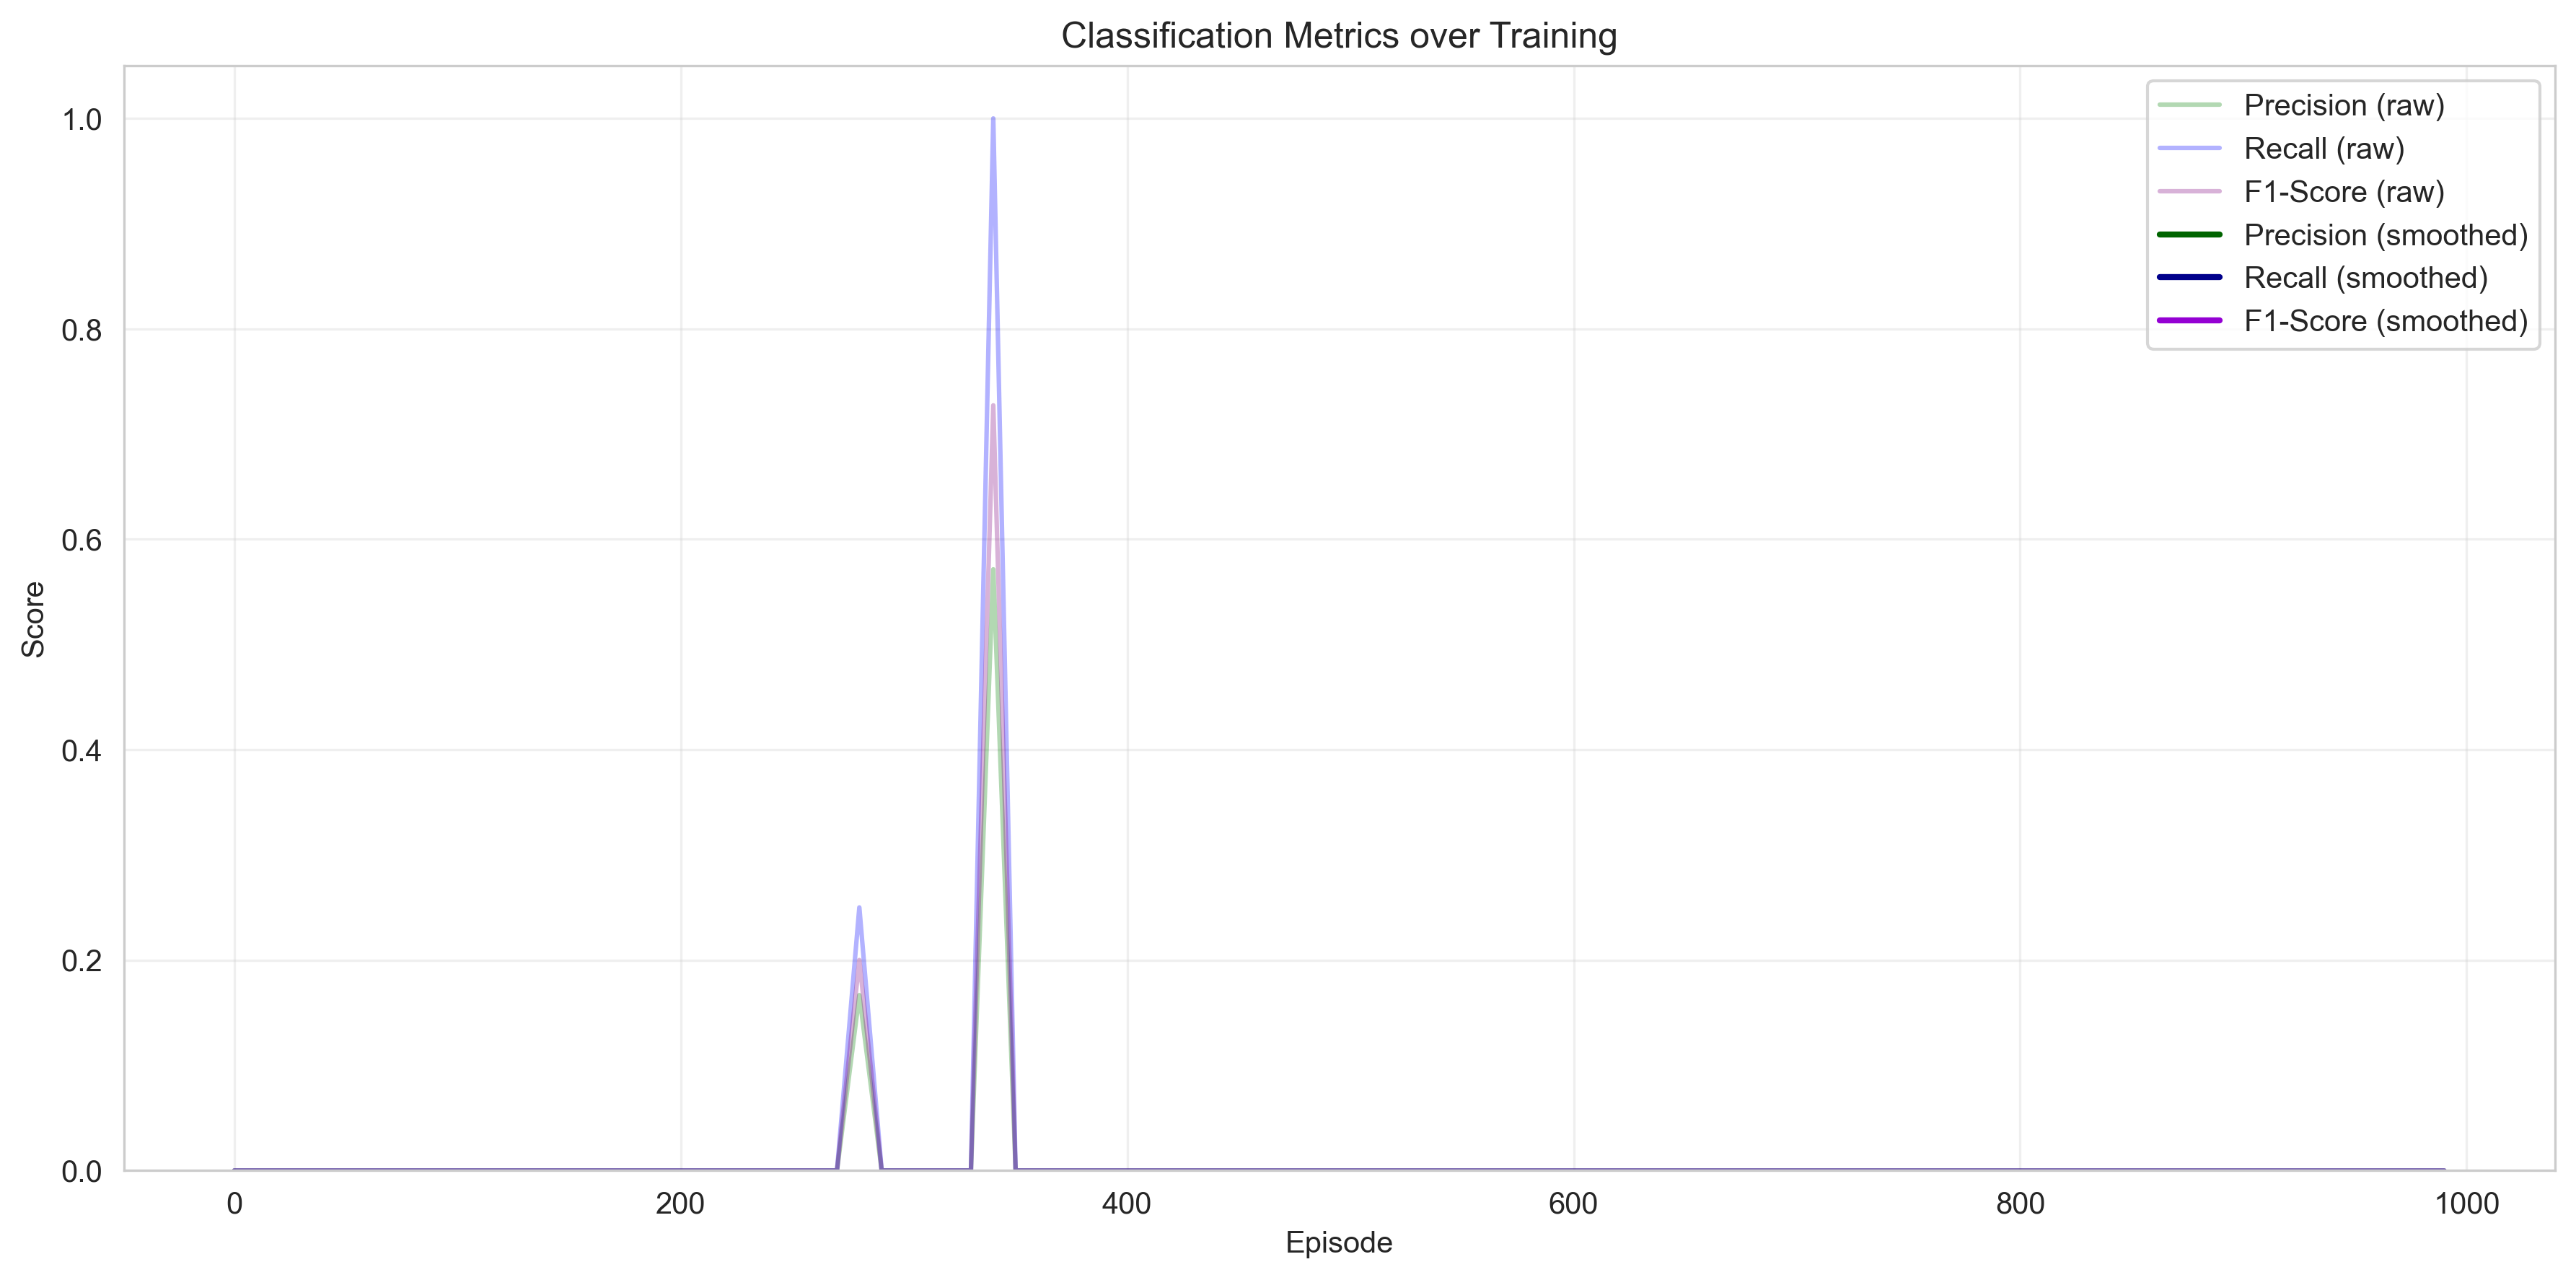 Classification Metrics over Training
1.0
0.8
0.6
0.4
0.2
0.0
Score
0
200
400
600
800
1000
Episode
Precision (raw)
Recall (raw)
F1-Score (raw)
Precision (smoothed)
Recall (smoothed)
F1-Score (smoothed)